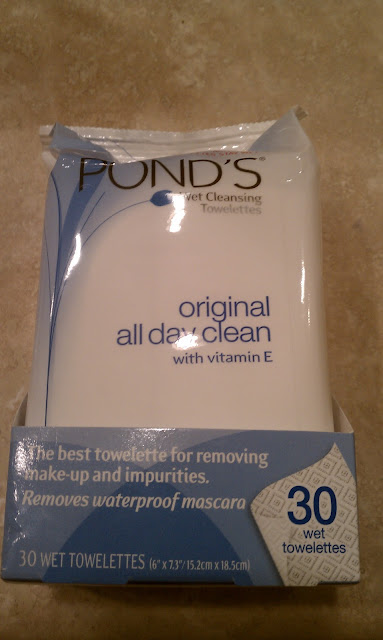 POND'S®
Wet Cleansing
Towelettes
original
all day clean
with vitamin E
The best towelette for removing
make-up and impurities.
Removes waterproof mascara
30
wet
towelettes
30 WET TOWELETTES (6" x 7.3"/15.2cm x 18.5cm)